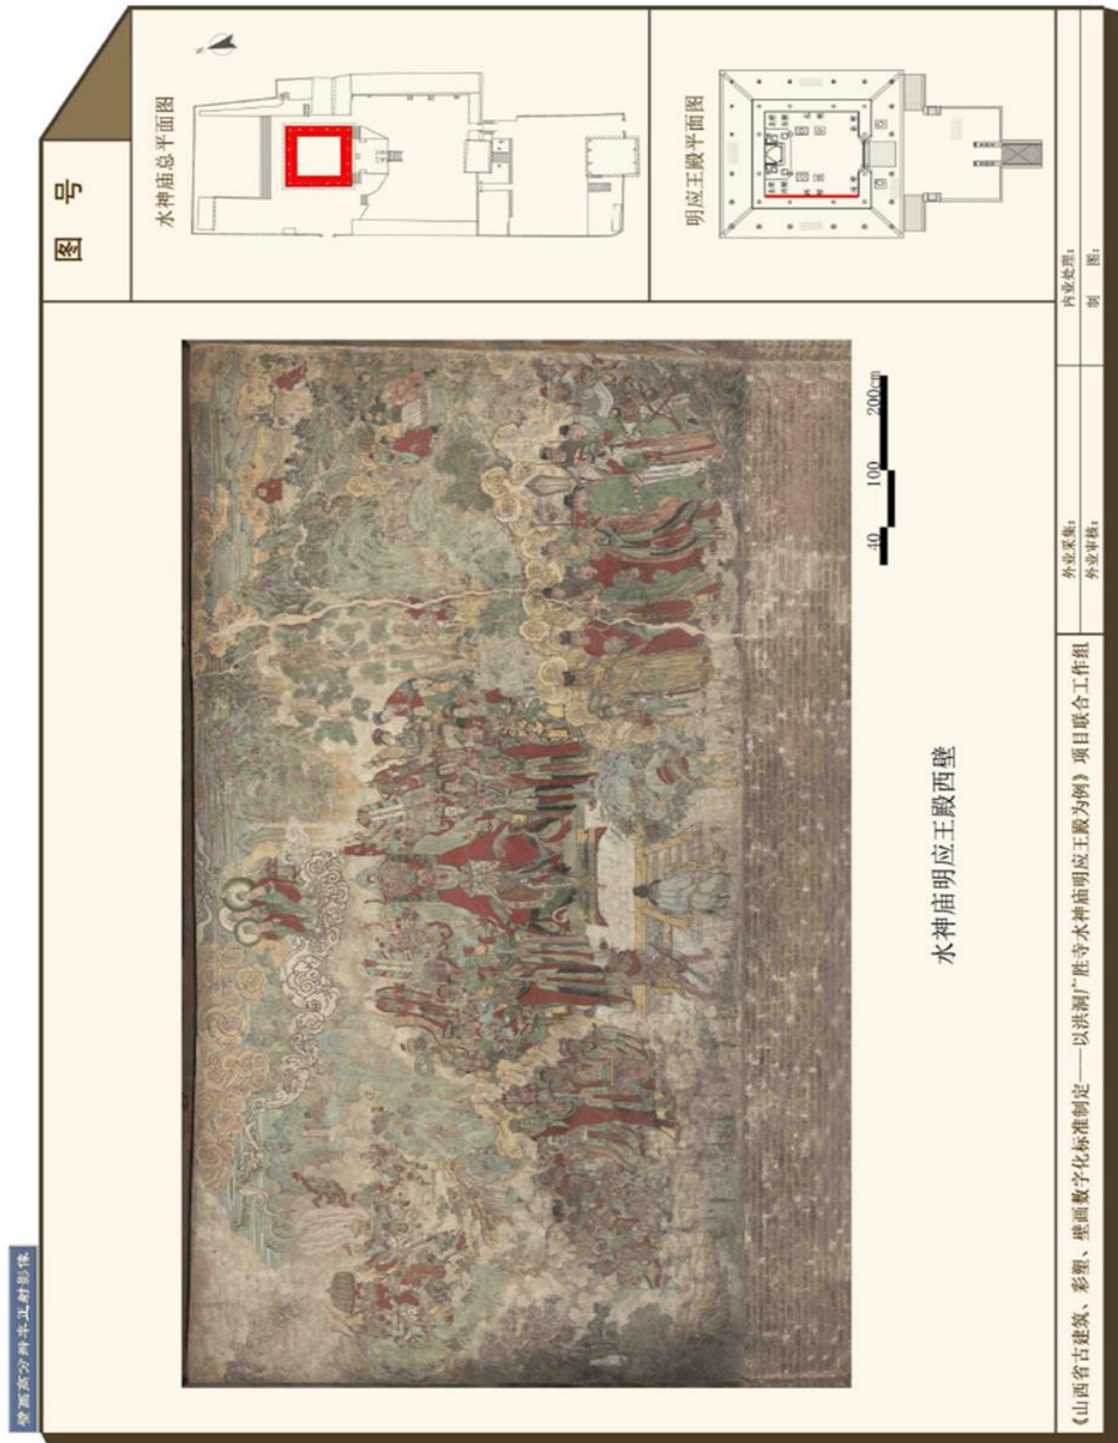 壁画高分辨率正射影像
图 号
水神庙总平面图
N
明应王殿平面图
40 100 200cm
水神庙明应王殿西壁
《山西省古建筑、彩塑、壁画数字化标准制定——以洪洞广胜寺水神庙明应王殿为例》项目联合工作组
外业采集:
外业审核:
内业处理:
制 图: